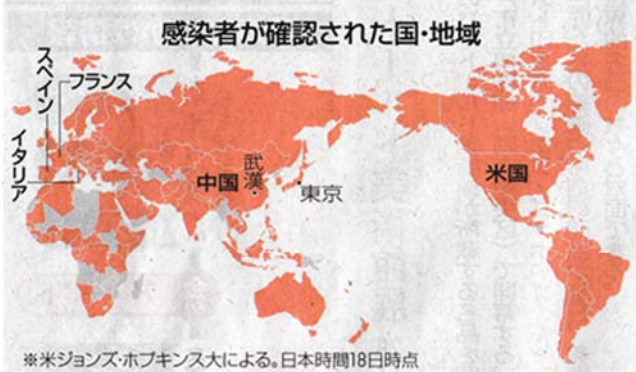 感染者が確認された国・地域
スペイン
フランス
イタリア
中国
武漢
東京
米国
※米ジョンズ・ホプキンス大による。日本時間18日時点